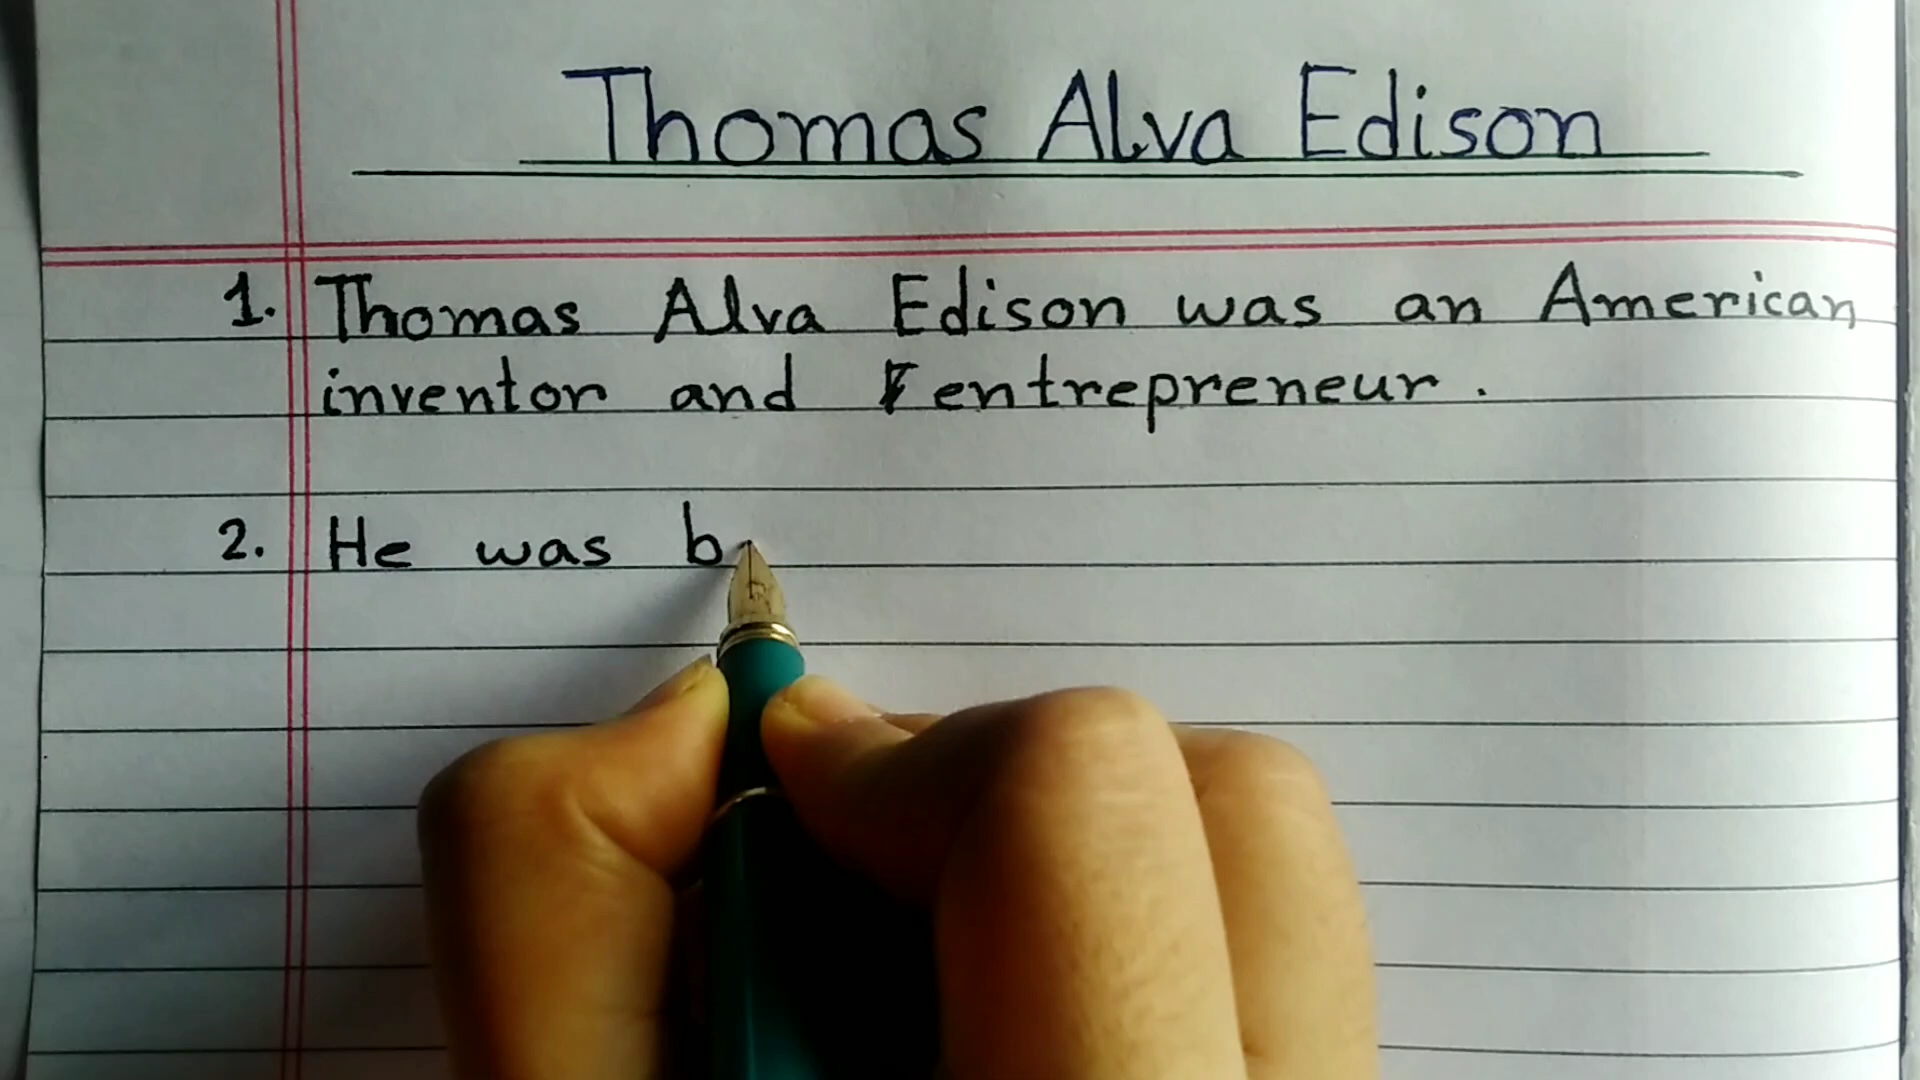 Thomas Alva Edison
1. Thomas Alva Edison was an American
inventor and entrepreneur.
2. He was b